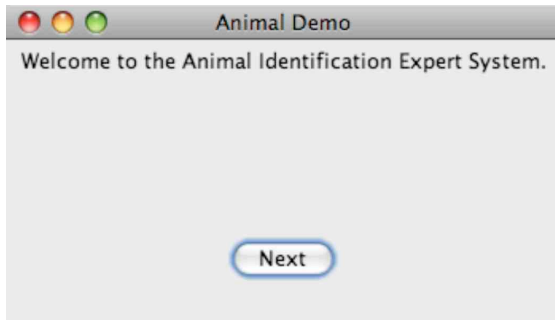 Animal Demo
Welcome to the Animal Identification Expert System.
Next